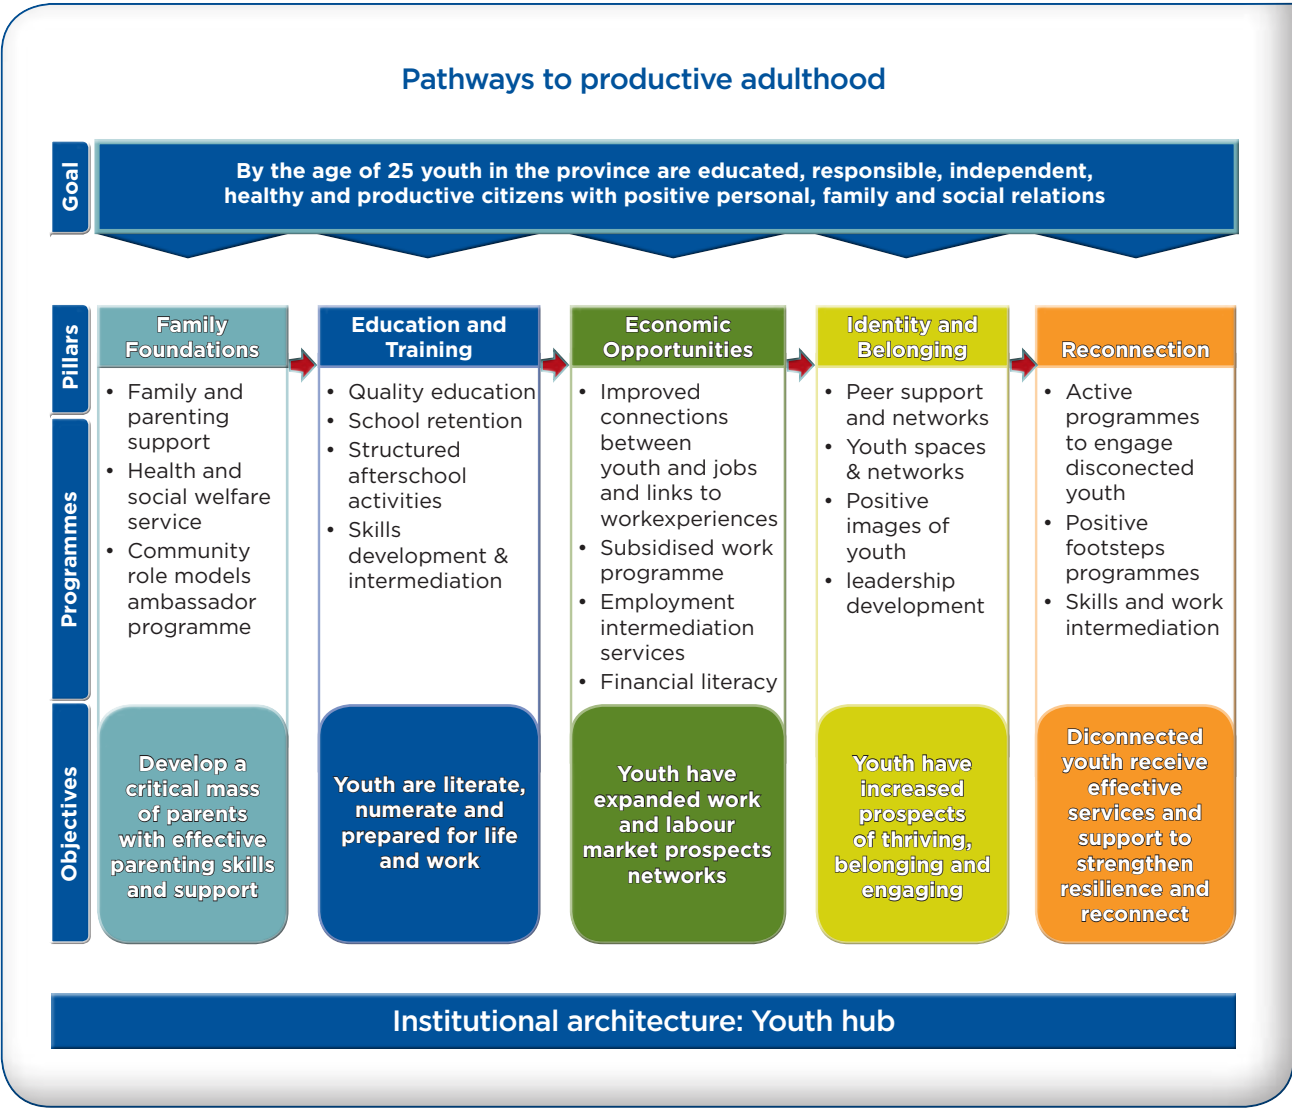 Pathways to productive adulthood
Goal
By the age of 25 youth in the province are educated, responsible, independent,
healthy and productive citizens with positive personal, family and social relations
Pillars
Family
Foundations
Education and
Training
Economic
Opportunities
Identity and
Belonging
Reconnection
Programmes
• Family and
parenting
support
• Health and
social welfare
service
• Community
role models
ambassador
programme
• Quality education
• School retention
• Structured
afterschool
activities
• Skills
development &
intermediation
• Improved
connections
between
youth and jobs
and links to
workexperiences
• Subsidised work
programme
• Employment
intermediation
services
• Financial literacy
• Peer support
and networks
• Youth spaces
& networks
• Positive
images of
youth
• leadership
development
• Active
programmes
to engage
disconected
youth
• Positive
footsteps
programmes
• Skills and work
intermediation
Objectives
Develop a
critical mass
of parents
with effective
parenting skills
and support
Youth are literate,
numerate and
prepared for life
and work
Youth have
expanded work
and labour
market prospects
networks
Youth have
increased
prospects
of thriving,
belonging and
engaging
Diconnected
youth receive
effective
services and
support to
strengthen
resilience and
reconnect
Institutional architecture: Youth hub